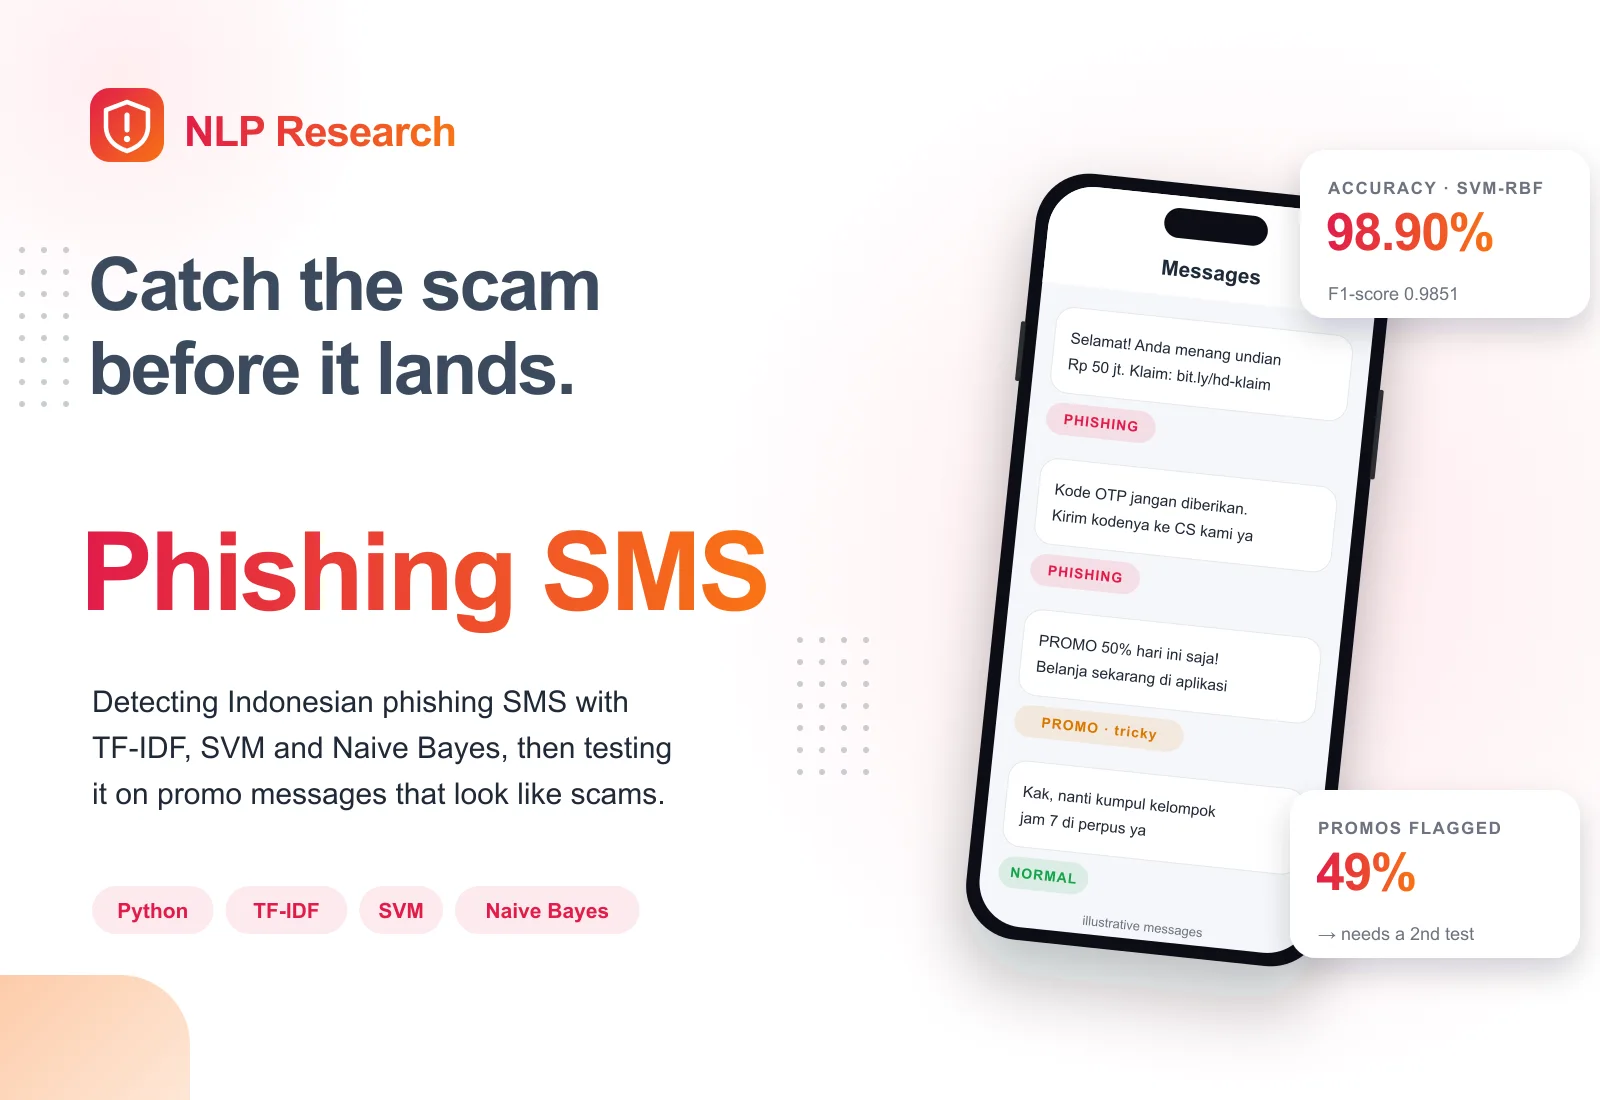 NLP Research
Catch the scam
before it lands.
Phishing SMS
Detecting Indonesian phishing SMS with
TF-IDF, SVM and Naive Bayes, then testing
it on promo messages that look like scams.
Python
TF-IDF
SVM
Naive Bayes
Messages
Selamat! Anda menang undian
Rp 50 jt. Klaim: bit.ly/hd-klaim
PHISHING
Kode OTP jangan diberikan.
Kirim kodenya ke CS kami ya
PHISHING
PROMO 50% hari ini saja!
Belanja sekarang di aplikasi
PROMO · tricky
Kak, nanti kumpul kelompok
jam 7 di perpus ya
NORMAL
illustrative messages
ACCURACY · SVM-RBF
98.90%
F1-score 0.9851
PROMOS FLAGGED
49%
→ needs a 2nd test